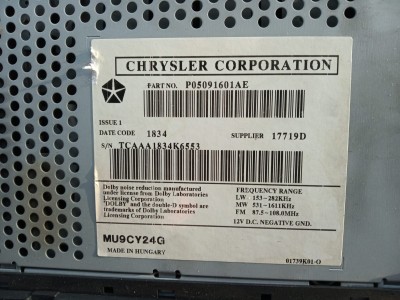 CHRYSLER CORPORATION
PART NO. P05091601AE
ISSUE 1
DATE CODE 1834 SUPPLIER 17719D
S/N TCAAA1834K6553
Dolby noise reduction manufactured
under license from Dolby Laboratories
Licensing Corporation
"DOLBY" and the double-D symbol are
trademarks of Dolby Laboratories
Licensing Corporation.
FREQUENCY RANGE
LW 153-282KHz
MW 531-1611KHz
FM 87.5-108.0MHz
12V D.C. NEGATIVE GND.
MU9CY24G
MADE IN HUNGARY
01739K01-O